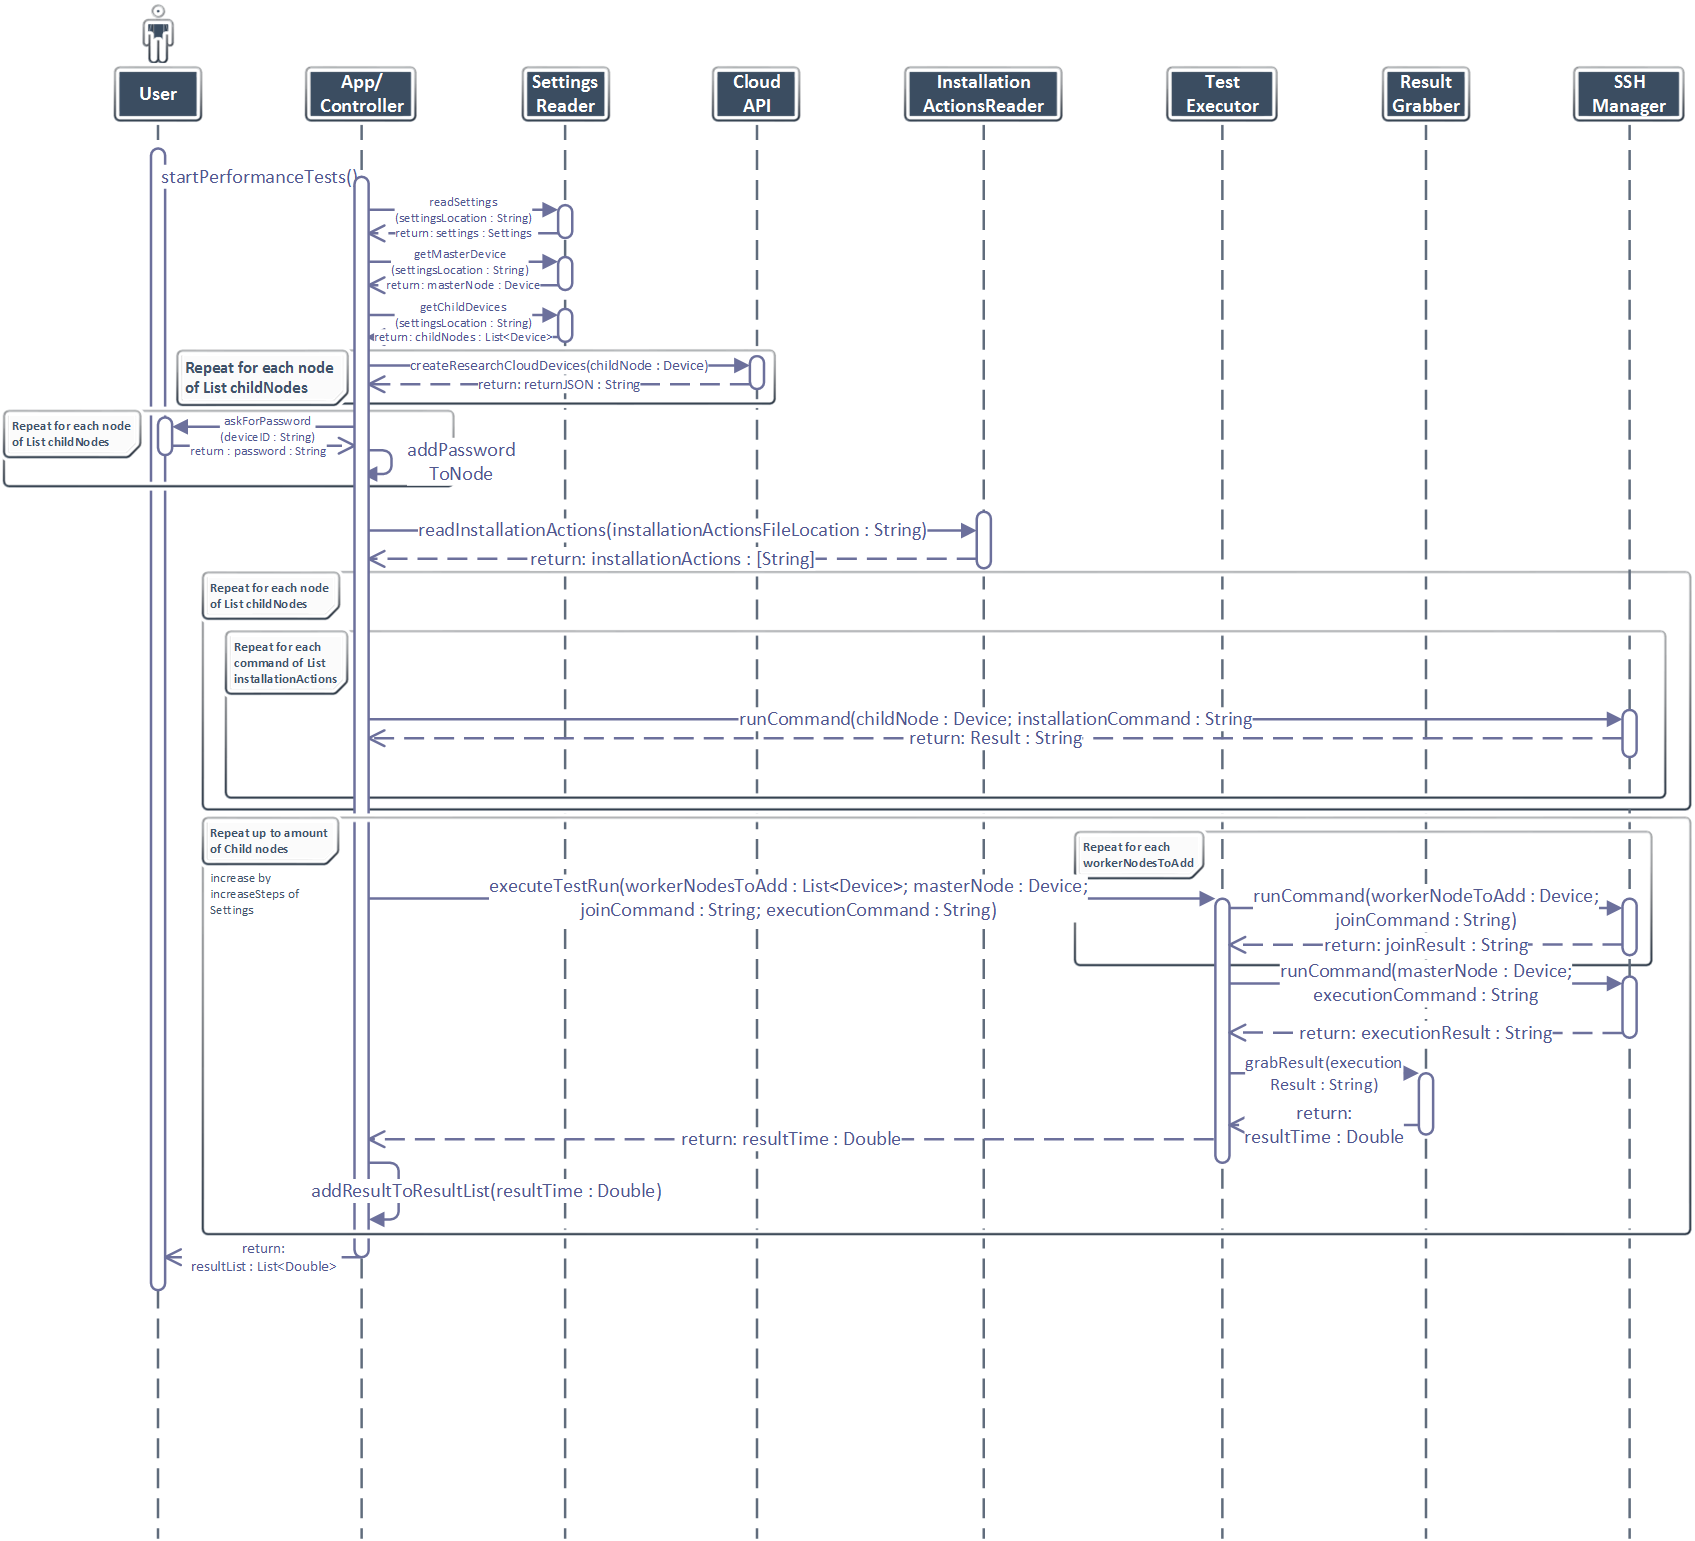 User
App/
Controller
Settings
Reader
Cloud
API
Installation
ActionsReader
Test
Executor
Result
Grabber
SSH
Manager
startPerformanceTests()
readSettings
(settingsLocation : String)
return: settings : Settings
getMasterDevice
(settingsLocation : String)
return: masterNode : Device
getChildDevices
(settingsLocation : String)
return: childNodes : List<Device>
Repeat for each node
of List childNodes
createResearchCloudDevices(childNode : Device)
return: returnJSON : String
Repeat for each node
of List childNodes
askForPassword
(deviceID : String)
return : password : String
addPassword
ToNode
readInstallationActions(installationActionsFileLocation : String)
return: installationActions : [String]
Repeat for each node
of List childNodes
Repeat for each
command of List
installationActions
runCommand(childNode : Device; installationCommand : String
return: Result : String
Repeat up to amount
of Child nodes
increase by
increaseSteps of
Settings
Repeat for each
workerNodesToAdd
executeTestRun(workerNodesToAdd : List<Device>; masterNode : Device;
joinCommand : String; executionCommand : String)
runCommand(workerNodeToAdd : Device;
joinCommand : String)
return: joinResult : String
runCommand(masterNode : Device;
executionCommand : String
return: executionResult : String
grabResult(execution
Result : String)
return:
resultTime : Double
return: resultTime : Double
addResultToResultList(resultTime : Double)
return:
resultList : List<Double>